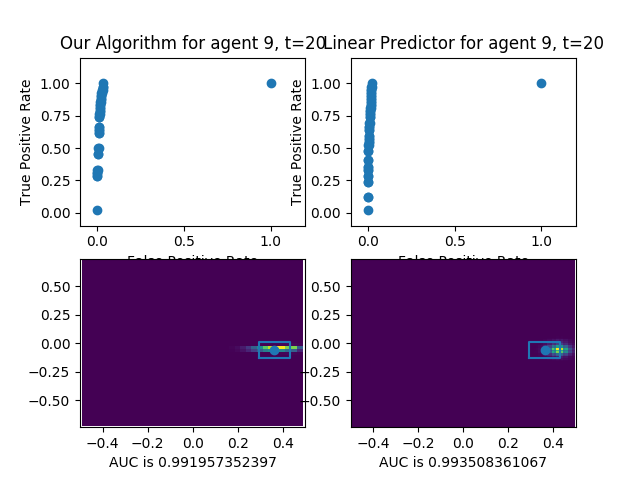 Our Algorithm for agent 9, t=20
Linear Predictor for agent 9, t=20
True Positive Rate
1.00
0.75
0.50
0.25
0.00
0.0 0.5 1.0
False Positive Rate
True Positive Rate
1.00
0.75
0.50
0.25
0.00
0.0 0.5 1.0
False Positive Rate
0.50
0.25
0.00
−0.25
−0.50
−0.4 −0.2 0.0 0.2 0.4
AUC is 0.991957352397
0.50
0.25
0.00
−0.25
−0.50
−0.4 −0.2 0.0 0.2 0.4
AUC is 0.993508361067